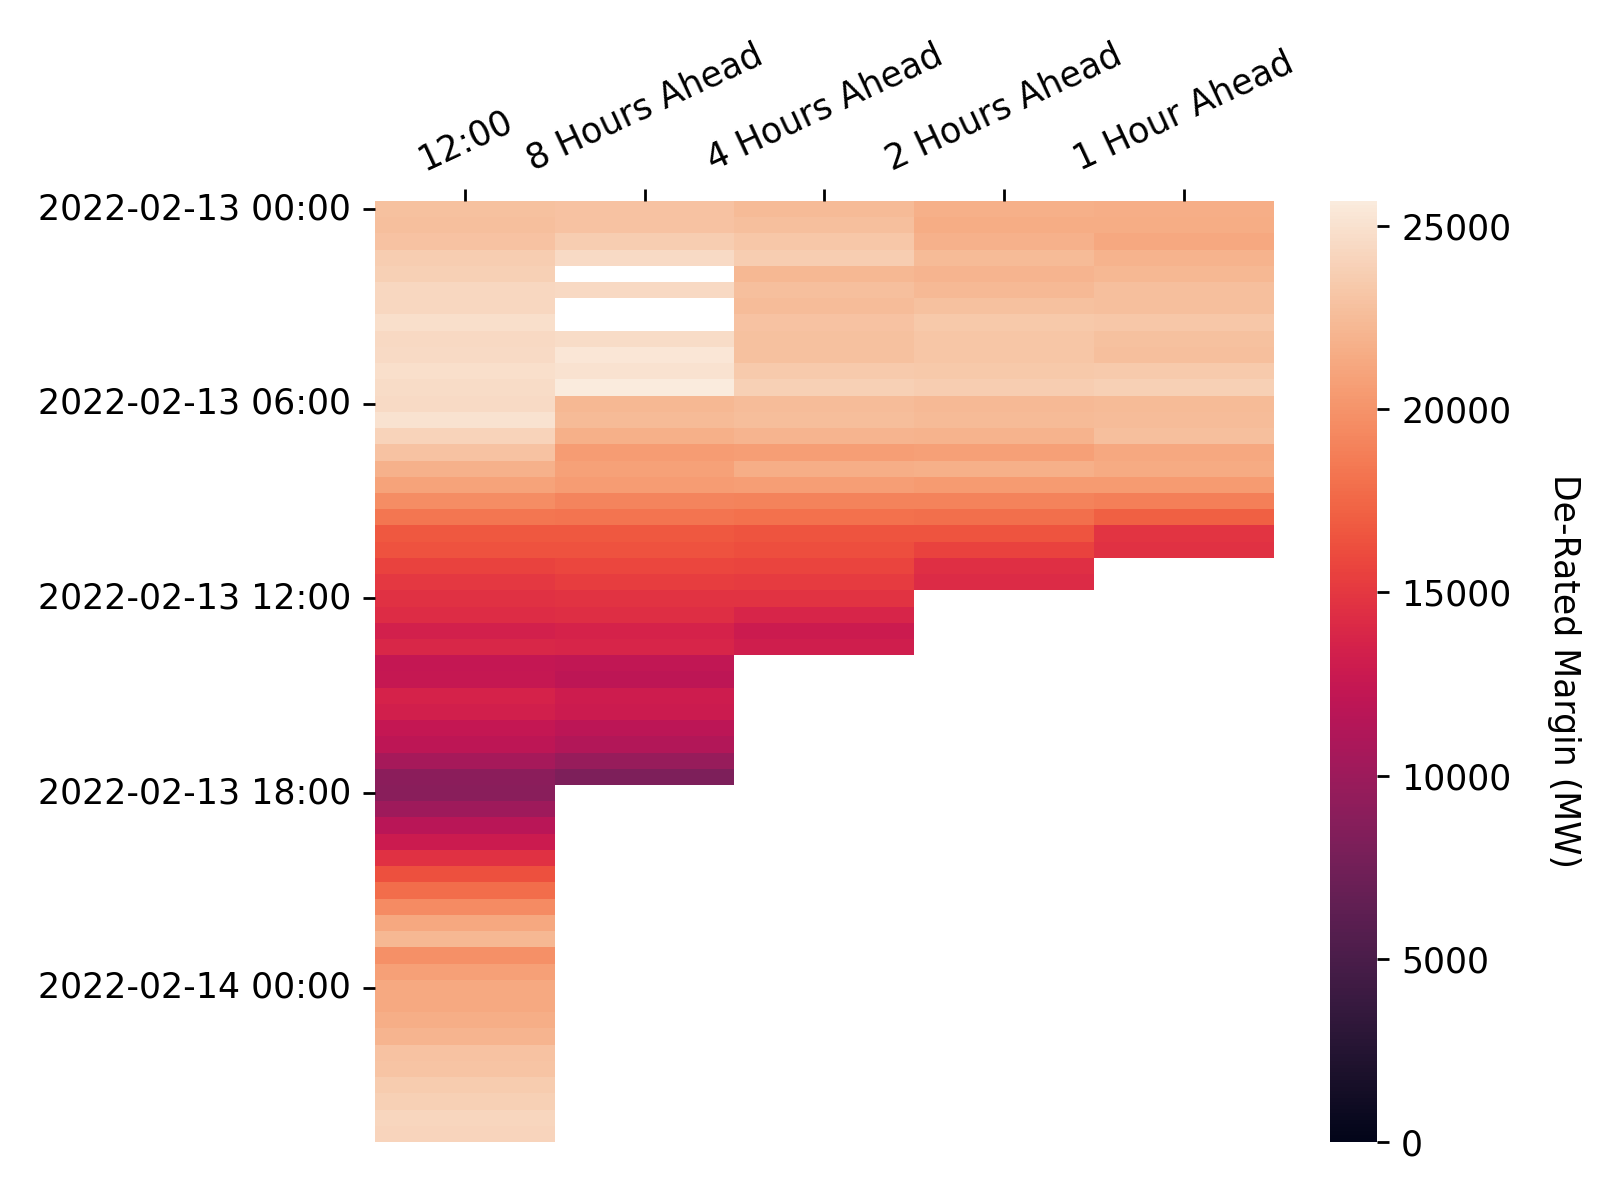 12:00
8 Hours Ahead
4 Hours Ahead
2 Hours Ahead
1 Hour Ahead
2022-02-13 00:00
2022-02-13 06:00
2022-02-13 12:00
2022-02-13 18:00
2022-02-14 00:00
25000
20000
15000
10000
5000
0
De-Rated Margin (MW)